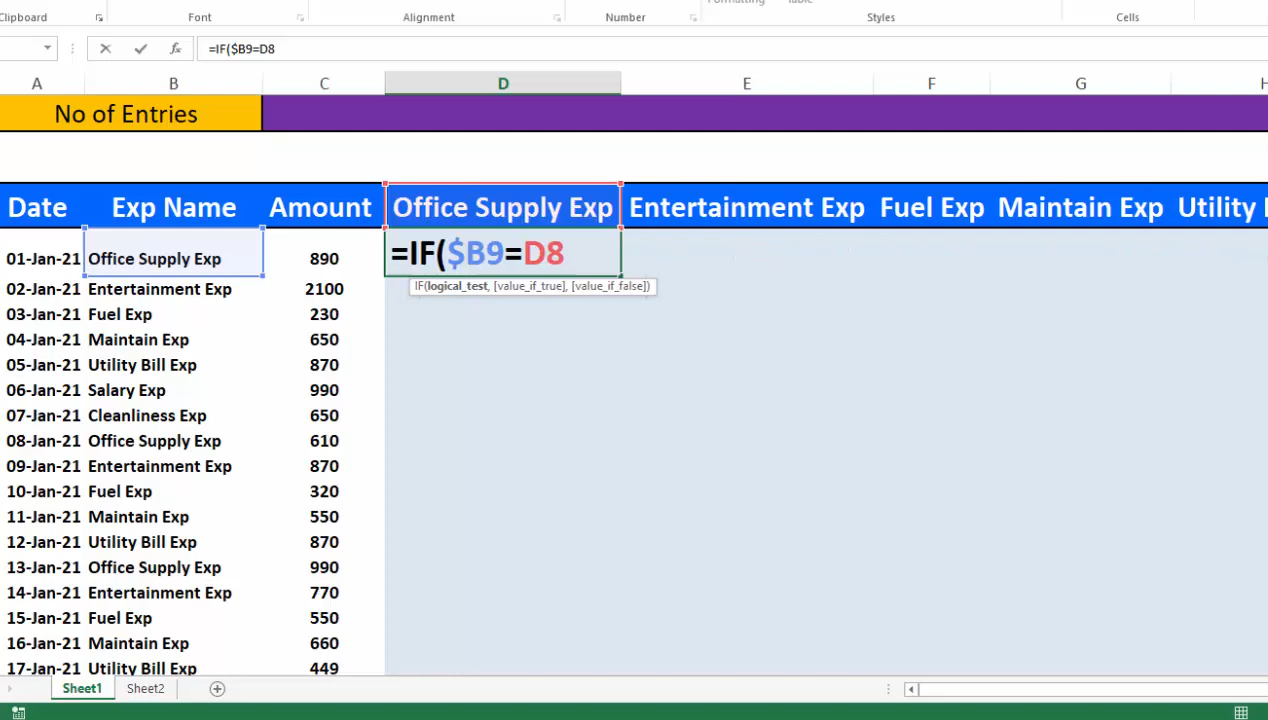 Formatting Table
Clipboard Font Alignment Number Styles Cells
=IF($B9=D8
A B C D E F G H
No of Entries
Date Exp Name Amount Office Supply Exp Entertainment Exp Fuel Exp Maintain Exp Utility
01-Jan-21 Office Supply Exp 890 =IF($B9=D8
IF(logical_test, [value_if_true], [value_if_false])
02-Jan-21 Entertainment Exp 2100
03-Jan-21 Fuel Exp 230
04-Jan-21 Maintain Exp 650
05-Jan-21 Utility Bill Exp 870
06-Jan-21 Salary Exp 990
07-Jan-21 Cleanliness Exp 650
08-Jan-21 Office Supply Exp 610
09-Jan-21 Entertainment Exp 870
10-Jan-21 Fuel Exp 320
11-Jan-21 Maintain Exp 550
12-Jan-21 Utility Bill Exp 870
13-Jan-21 Office Supply Exp 990
14-Jan-21 Entertainment Exp 770
15-Jan-21 Fuel Exp 550
16-Jan-21 Maintain Exp 660
17-Jan-21 Utility Bill Exp 449
Sheet1 Sheet2